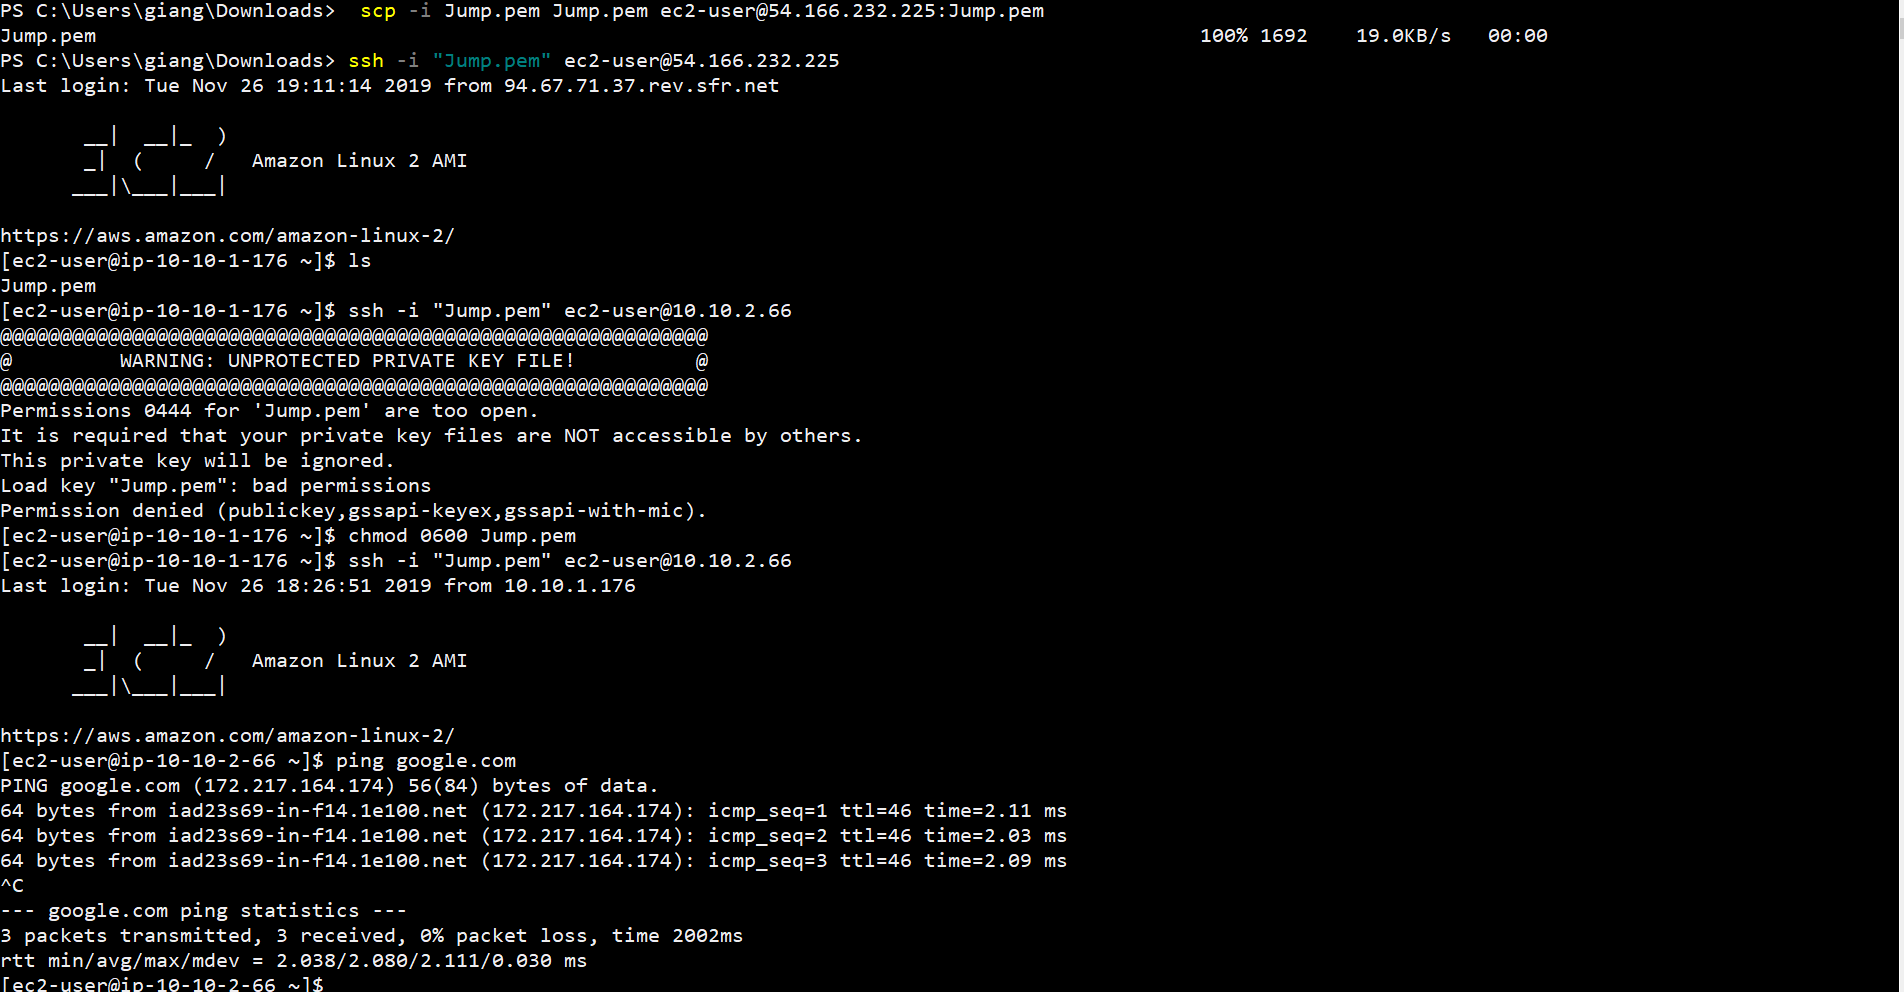 PS C:\Users\giang\Downloads>  scp -i Jump.pem Jump.pem ec2-user@54.166.232.225:Jump.pem
Jump.pem                                                                                            100% 1692    19.0KB/s   00:00
PS C:\Users\giang\Downloads> ssh -i "Jump.pem" ec2-user@54.166.232.225
Last login: Tue Nov 26 19:11:14 2019 from 94.67.71.37.rev.sfr.net
       __|  __|_  )
       _|  (     /   Amazon Linux 2 AMI
      ___|\___|___|
https://aws.amazon.com/amazon-linux-2/
[ec2-user@ip-10-10-1-176 ~]$ ls
Jump.pem
[ec2-user@ip-10-10-1-176 ~]$ ssh -i "Jump.pem" ec2-user@10.10.2.66
@@@@@@@@@@@@@@@@@@@@@@@@@@@@@@@@@@@@@@@@@@@@@@@@@@@@@@@@@@@
@         WARNING: UNPROTECTED PRIVATE KEY FILE!          @
@@@@@@@@@@@@@@@@@@@@@@@@@@@@@@@@@@@@@@@@@@@@@@@@@@@@@@@@@@@
Permissions 0444 for 'Jump.pem' are too open.
It is required that your private key files are NOT accessible by others.
This private key will be ignored.
Load key "Jump.pem": bad permissions
Permission denied (publickey,gssapi-keyex,gssapi-with-mic).
[ec2-user@ip-10-10-1-176 ~]$ chmod 0600 Jump.pem
[ec2-user@ip-10-10-1-176 ~]$ ssh -i "Jump.pem" ec2-user@10.10.2.66
Last login: Tue Nov 26 18:26:51 2019 from 10.10.1.176
       __|  __|_  )
       _|  (     /   Amazon Linux 2 AMI
      ___|\___|___|
https://aws.amazon.com/amazon-linux-2/
[ec2-user@ip-10-10-2-66 ~]$ ping google.com
PING google.com (172.217.164.174) 56(84) bytes of data.
64 bytes from iad23s69-in-f14.1e100.net (172.217.164.174): icmp_seq=1 ttl=46 time=2.11 ms
64 bytes from iad23s69-in-f14.1e100.net (172.217.164.174): icmp_seq=2 ttl=46 time=2.03 ms
64 bytes from iad23s69-in-f14.1e100.net (172.217.164.174): icmp_seq=3 ttl=46 time=2.09 ms
^C
--- google.com ping statistics ---
3 packets transmitted, 3 received, 0% packet loss, time 2002ms
rtt min/avg/max/mdev = 2.038/2.080/2.111/0.030 ms
[ec2-user@ip-10-10-2-66 ~]$